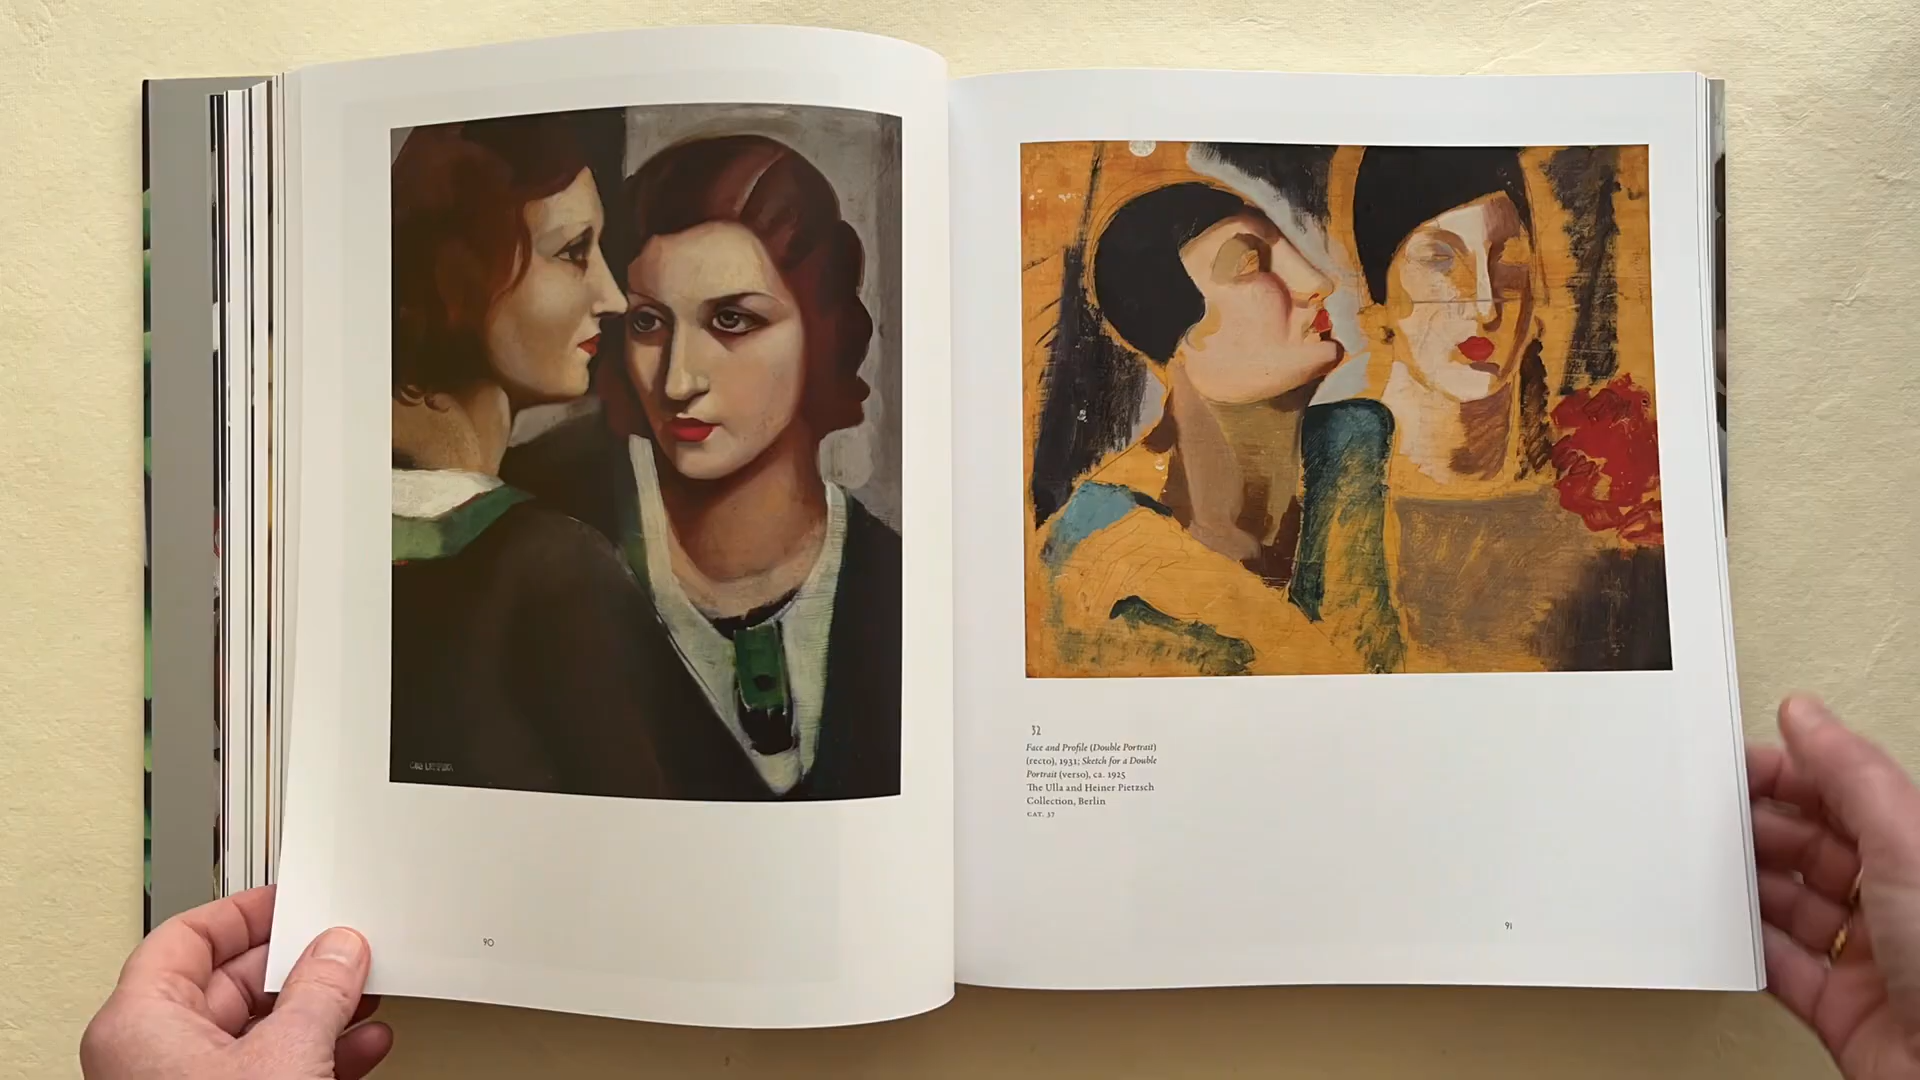 90
32
Face and Profile (Double Portrait)
(recto), 1931; Sketch for a Double
Portrait (verso), ca. 1925
The Ulla and Heiner Pietzsch
Collection, Berlin
CAT. 37
91